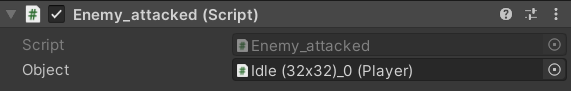 Enemy_attacked (Script)
Script Enemy_attacked
Object Idle (32x32)_0 (Player)